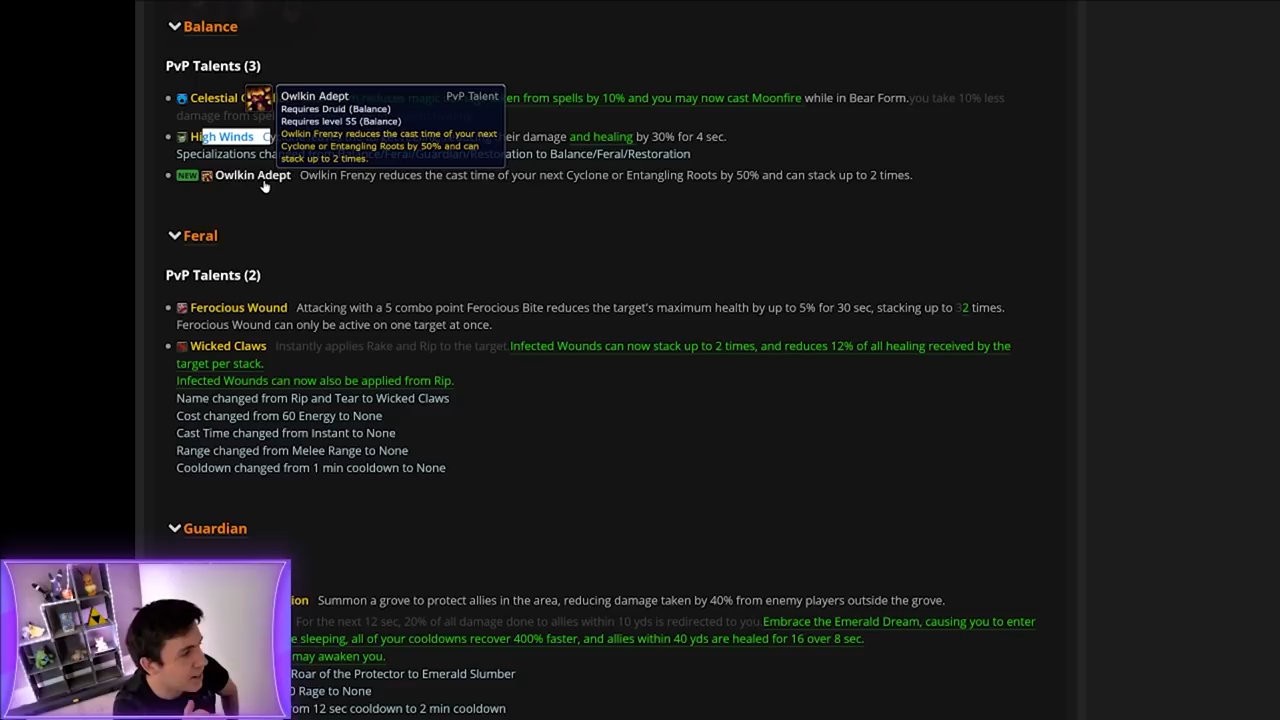 Balance
PvP Talents (3)
Celestial
Owlkin Adept
PvP Talent
Requires Druid (Balance)
Requires level 55 (Balance)
Owlkin Frenzy reduces the cast time of your next
Cyclone or Entangling Roots by 50% and can
stack up to 2 times.
from spells by 10% and you may now cast Moonfire while in Bear Form.you take 10% less
damage from
High Winds their damage and healing by 30% for 4 sec.
Specializations to Balance/Feral/Restoration
NEW Owlkin Adept Owlkin Frenzy reduces the cast time of your next Cyclone or Entangling Roots by 50% and can stack up to 2 times.
Feral
PvP Talents (2)
Ferocious Wound Attacking with a 5 combo point Ferocious Bite reduces the target's maximum health by up to 5% for 30 sec, stacking up to 32 times.
Ferocious Wound can only be active on one target at once.
Wicked Claws Instantly applies Rake and Rip to the target.Infected Wounds can now stack up to 2 times, and reduces 12% of all healing received by the
target per stack.
Infected Wounds can now also be applied from Rip.
Name changed from Rip and Tear to Wicked Claws
Cost changed from 60 Energy to None
Cast Time changed from Instant to None
Range changed from Melee Range to None
Cooldown changed from 1 min cooldown to None
Guardian
ion Summon a grove to protect allies in the area, reducing damage taken by 40% from enemy players outside the grove.
For the next 12 sec, 20% of all damage done to allies within 10 yds is redirected to you.Embrace the Emerald Dream, causing you to enter
e sleeping, all of your cooldowns recover 400% faster, and allies within 40 yds are healed for 16 over 8 sec.
may awaken you.
Roar of the Protector to Emerald Slumber
0 Rage to None
om 12 sec cooldown to 2 min cooldown